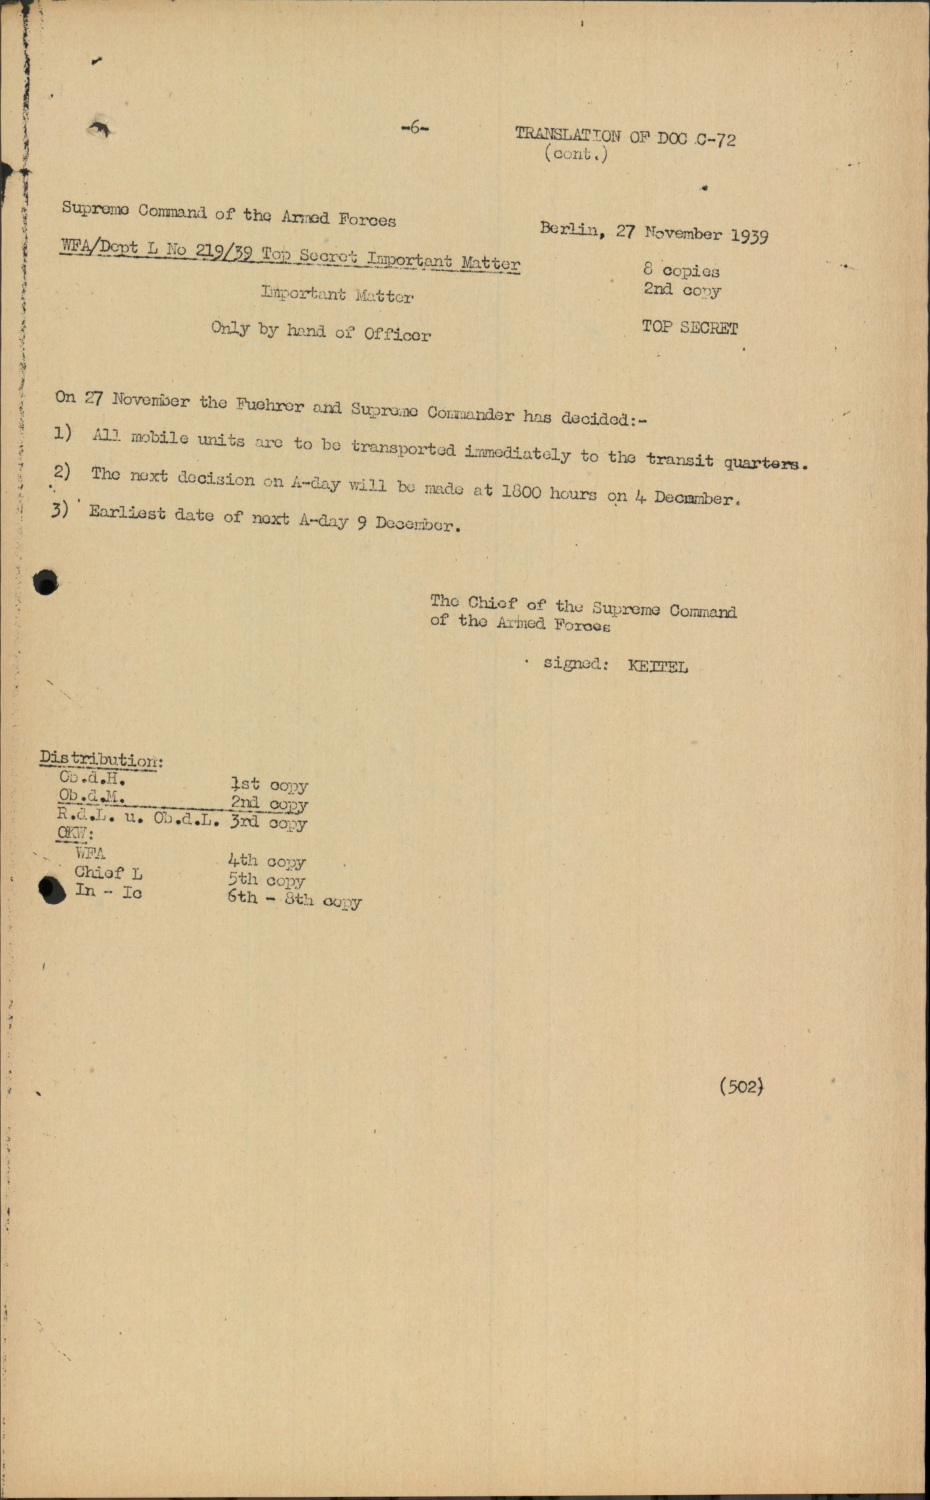 -6-
TRANSLATION OF DOC C-72
(cont.)
Supreme Command of the Armed Forces
Berlin, 27 November 1939
WFA/Dept L No 219/39 Top Secret Important Matter
8 copies
2nd copy
Important Matter
Only by hand of Officer
TOP SECRET
On 27 November the Fuehrer and Supreme Commander has decided:-
1) All mobile units are to be transported immediately to the transit quarters.
2) The next decision on A-day will be made at 1800 hours on 4 Decmmber.
3) Earliest date of next A-day 9 December.
The Chief of the Supreme Command
of the Armed Forces
signed: KEITEL
Distribution:
Ob.d.H. 1st copy
Ob.d.M. 2nd copy
R.d.L. u. Ob.d.L. 3rd copy
OKW:
WFA 4th copy
Chief L 5th copy
In - Ic 6th - 8th copy
(502)